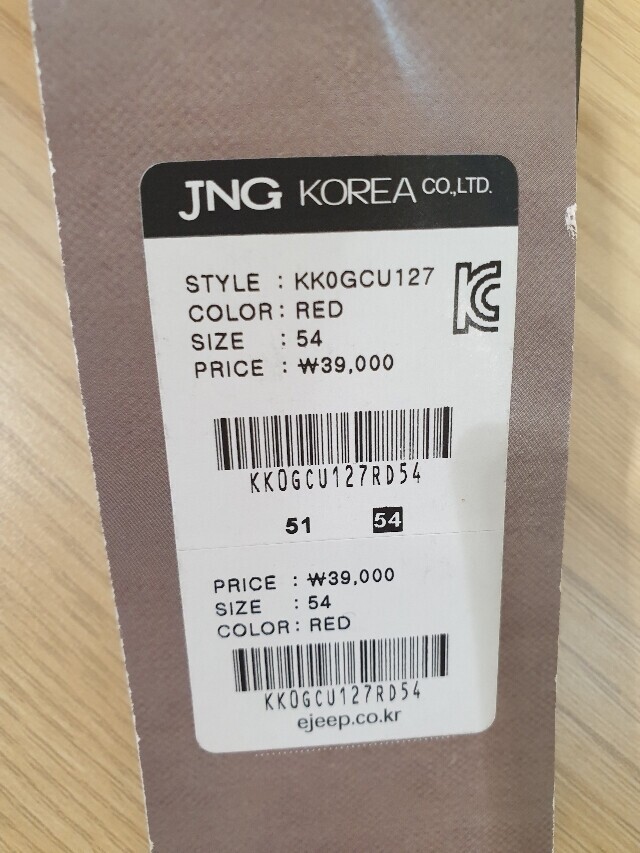 JNG KOREA CO.,LTD.
STYLE : KK0GCU127
COLOR : RED
SIZE : 54
PRICE : ₩39,000
KC
KK0GCU127RD54
51 54
PRICE : ₩39,000
SIZE : 54
COLOR : RED
KK0GCU127RD54
ejeep.co.kr